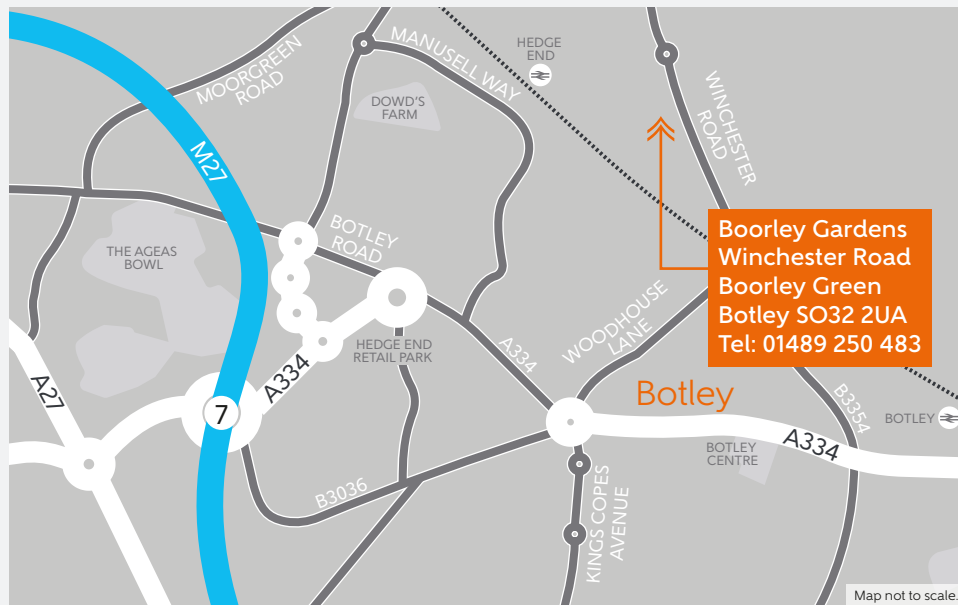 MOORGREEN
ROAD
MANUSELL WAY
HEDGE
END
WINCHESTER
ROAD
DOWD'S
FARM
M27
BOTLEY
ROAD
THE AGEAS
BOWL
Boorley Gardens
Winchester Road
Boorley Green
Botley SO32 2UA
Tel: 01489 250 483
WOODHOUSE
LANE
HEDGE END
RETAIL PARK
A334
A334
A27
7
Botley
B3354
BOTLEY
BOTLEY
CENTRE
A334
B3036
KINGS COPES
AVENUE
Map not to scale.